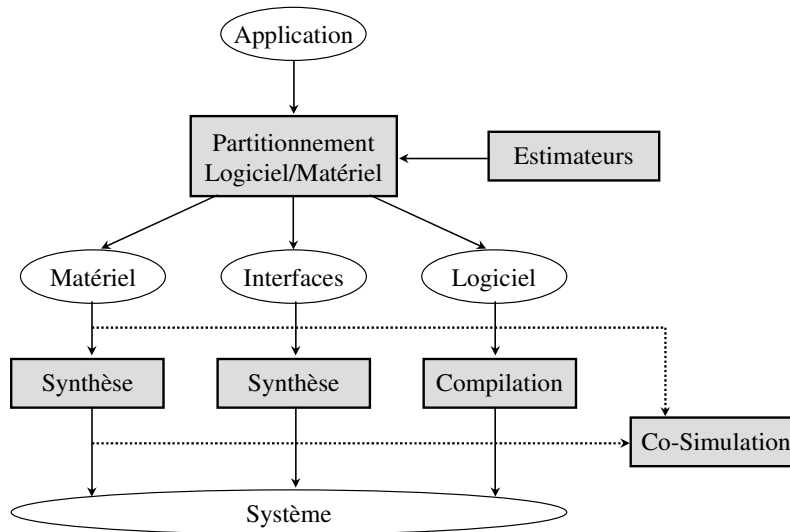 Application
Partitionnement
Logiciel/Matériel
Estimateurs
Matériel
Interfaces
Logiciel
Synthèse
Synthèse
Compilation
Co-Simulation
Système